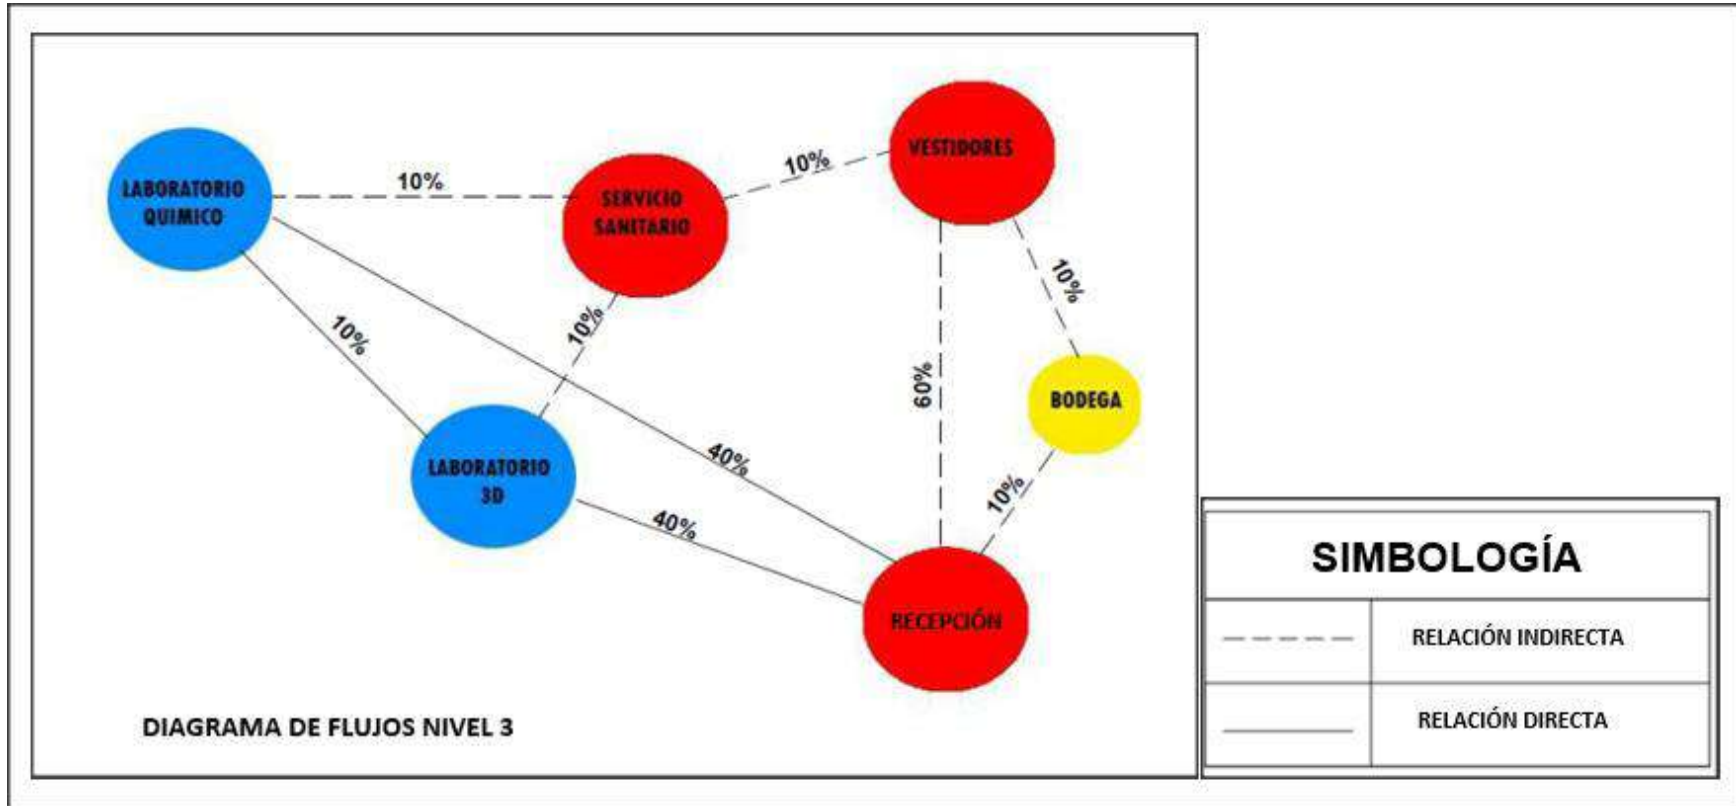 VESTIDORES
10%
LABORATORIO
QUIMICO
10%
SERVICIO
SANITARIO
10%
10%
10%
60%
BODEGA
40%
LABORATORIO
3D
10%
40%
RECEPCIÓN
DIAGRAMA DE FLUJOS NIVEL 3
SIMBOLOGÍA
RELACIÓN INDIRECTA
RELACIÓN DIRECTA